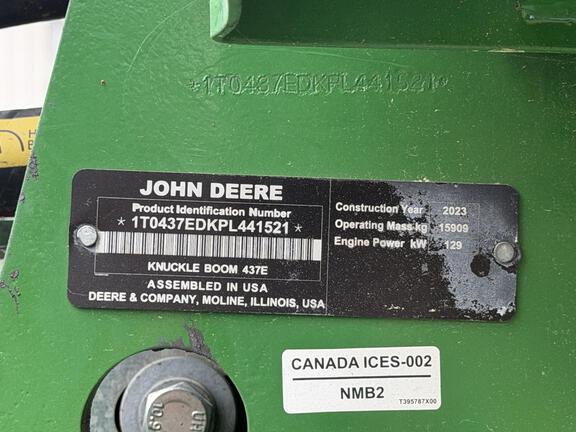 *1T0437EDKPL441521*
JOHN DEERE
Product Identification Number
* 1T0437EDKPL441521 *
KNUCKLE BOOM 437E
ASSEMBLED IN USA
DEERE & COMPANY, MOLINE, ILLINOIS, USA
Construction Year 2023
Operating Mass-kg 15909
Engine Power kW 129
CANADA ICES-002
NMB2
T395787X00
10.9